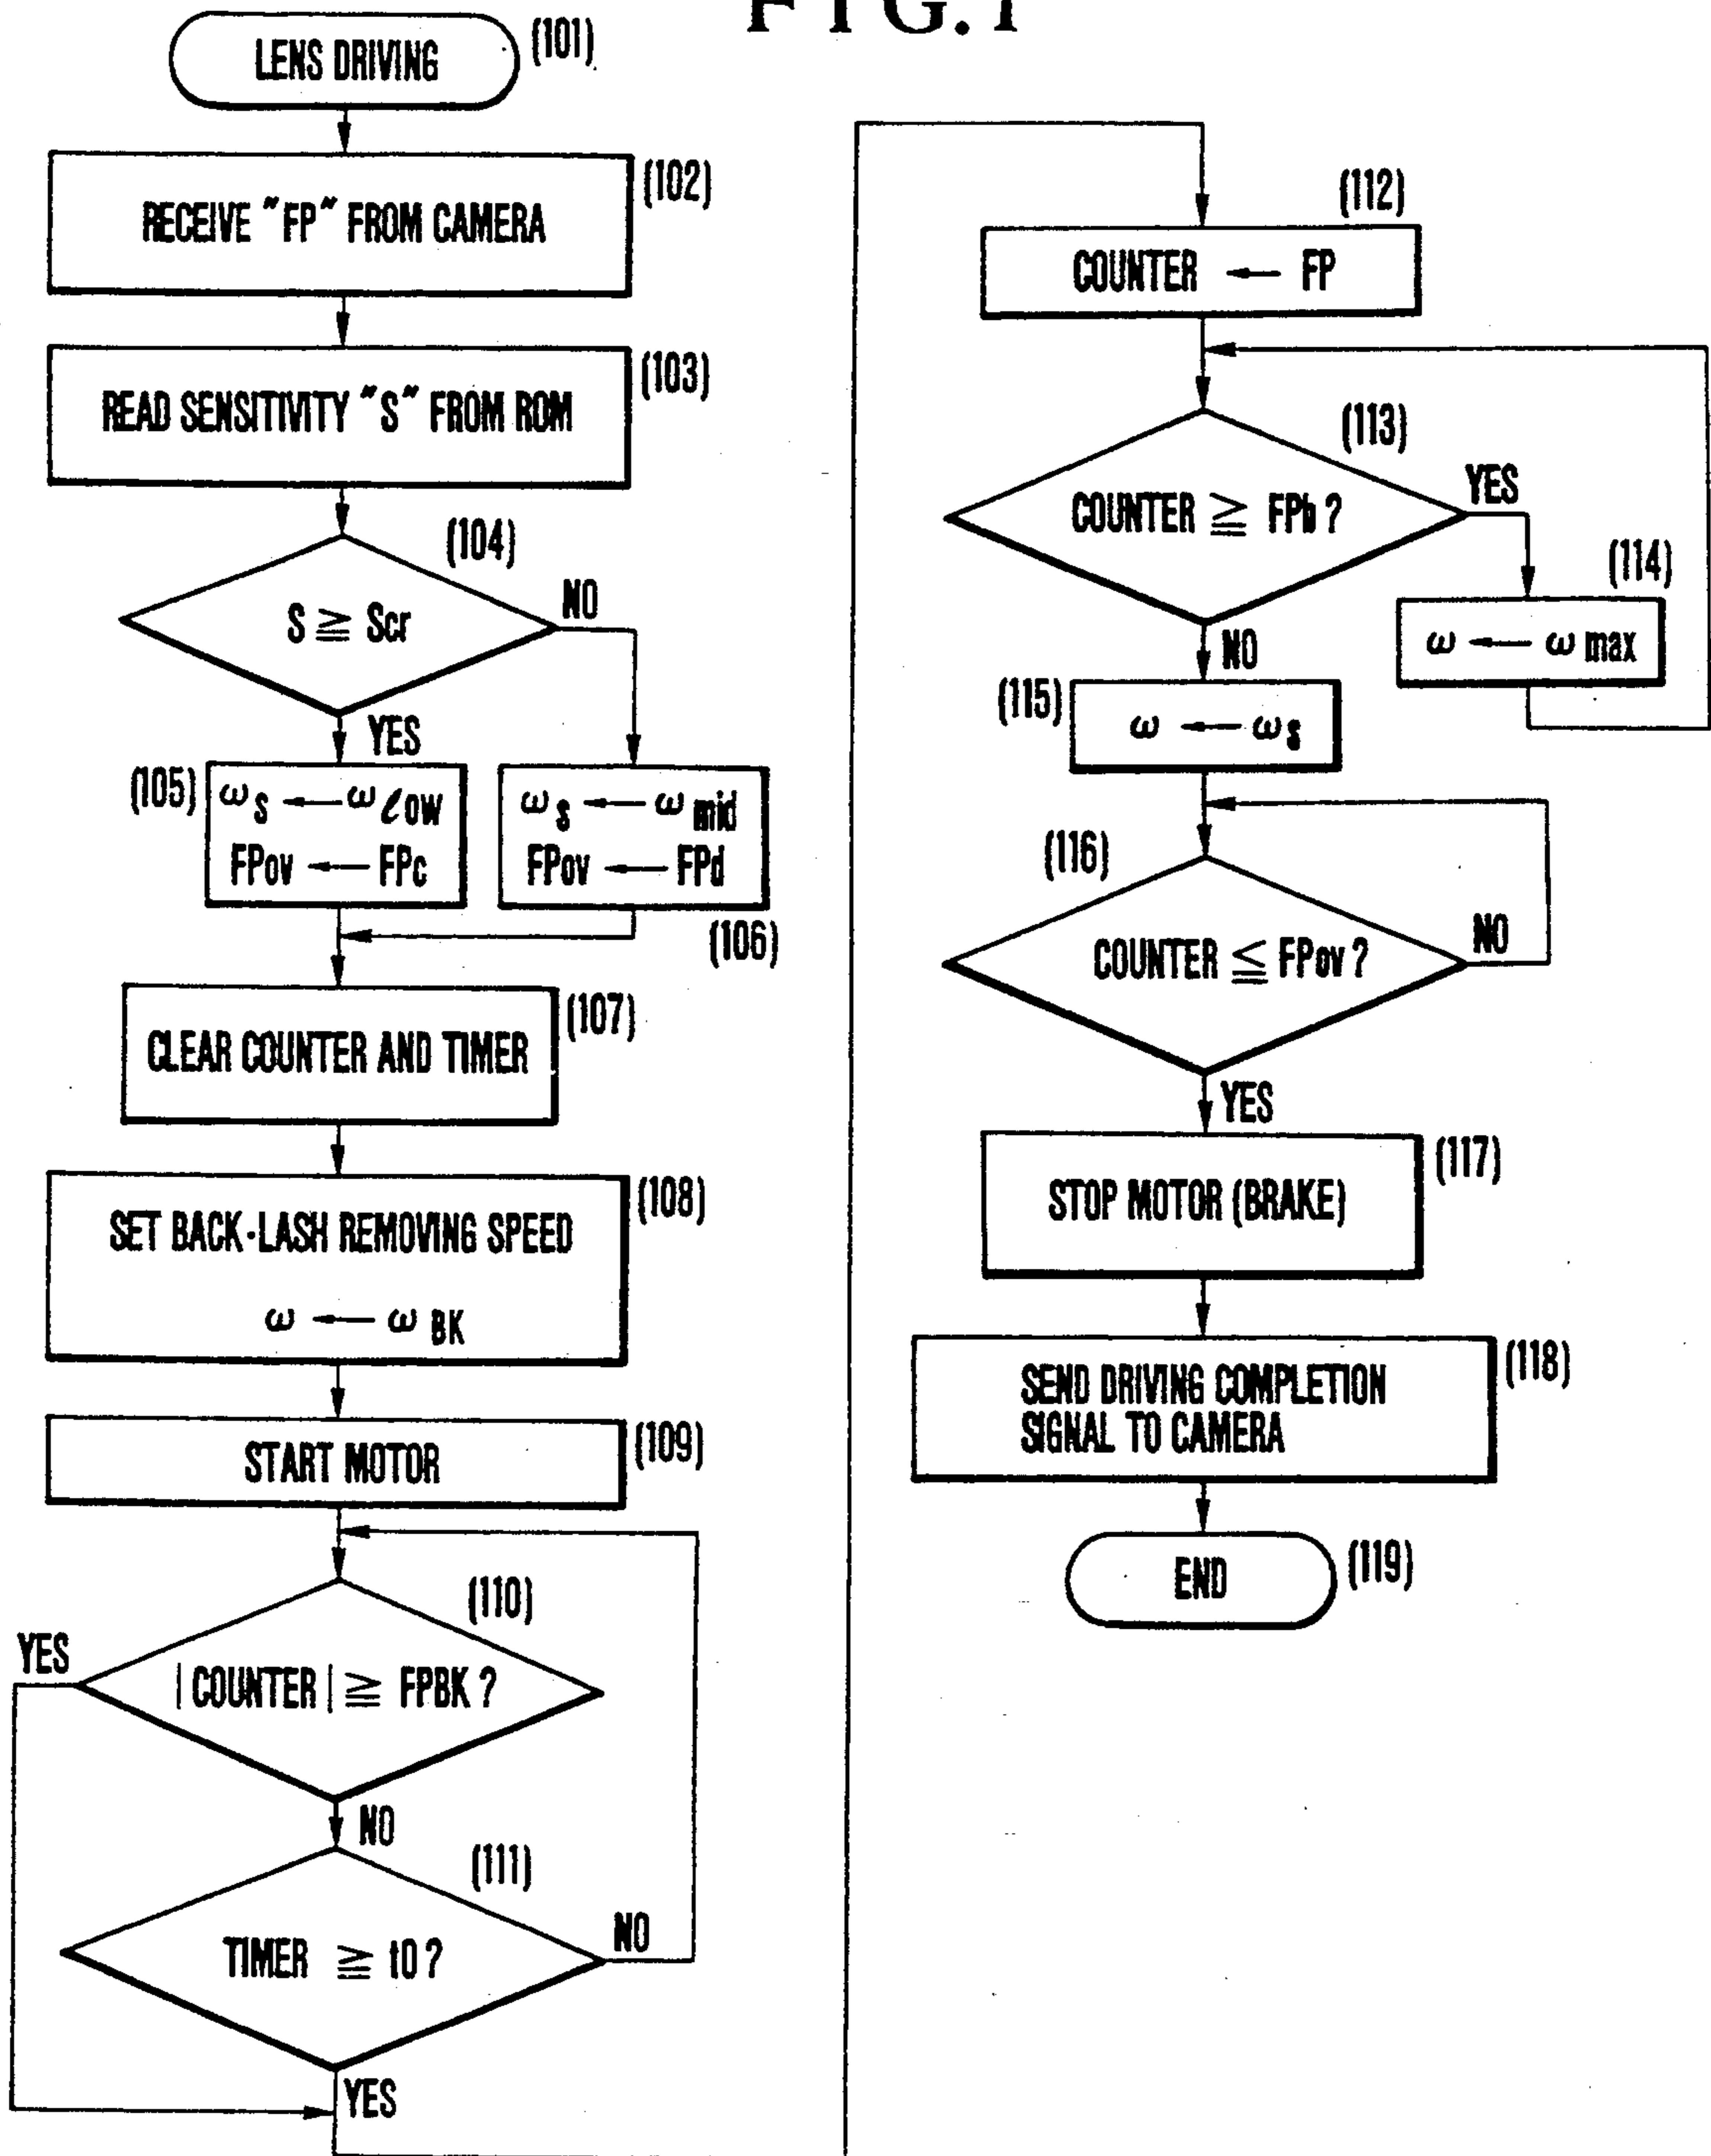 FIG.1
LENS DRIVING
(101)
RECEIVE "FP" FROM CAMERA
(102)
READ SENSITIVITY "S" FROM ROM
(103)
(104)
S ≧ Scr
NO
YES
(105)
ωs ← ωlow
FPov ← FPc
ωs ← ωmid
FPov ← FPd
(106)
CLEAR COUNTER AND TIMER
(107)
SET BACK-LASH REMOVING SPEED
ω ← ωBK
(108)
START MOTOR
(109)
(110)
YES
|COUNTER| ≧ FPBK?
NO
(111)
TIMER ≧ t0?
NO
YES
(112)
COUNTER ← FP
(113)
COUNTER ≧ FPb?
YES
(114)
ω ← ωmax
NO
(115)
ω ← ωs
(116)
COUNTER ≦ FPov?
NO
YES
STOP MOTOR (BRAKE)
(117)
SEND DRIVING COMPLETION
SIGNAL TO CAMERA
(118)
END
(119)